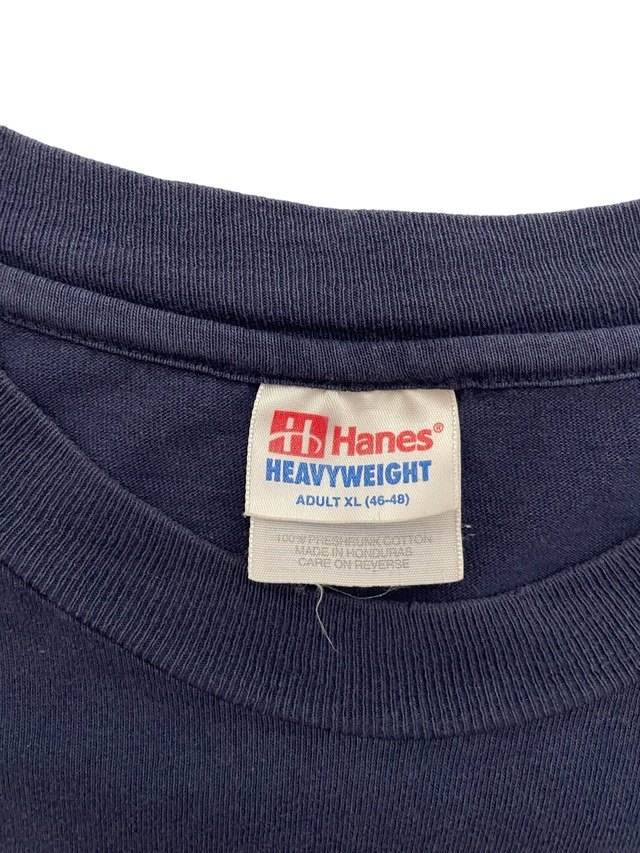 Hanes®
HEAVYWEIGHT
ADULT XL (46-48)
100% PRESHRUNK COTTON
MADE IN HONDURAS
CARE ON REVERSE